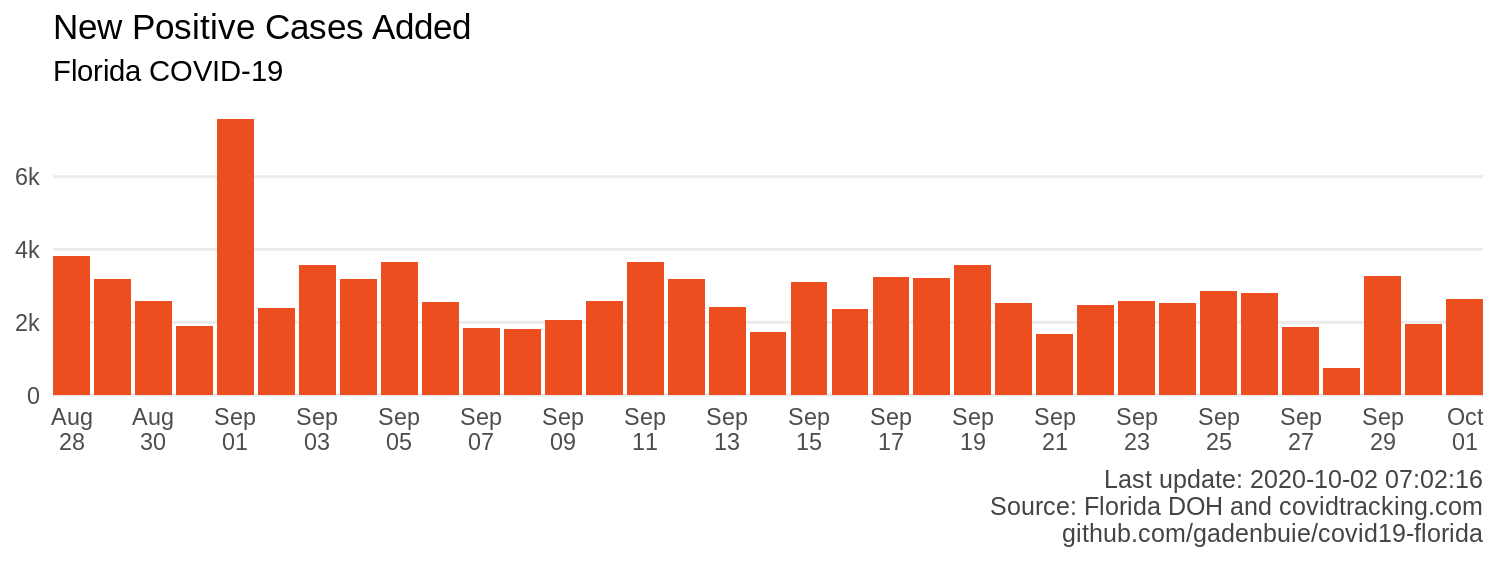 New Positive Cases Added
Florida COVID-19
6k
4k
2k
0
Aug Aug Sep Sep Sep Sep Sep Sep Sep Sep Sep Sep Sep Sep Sep Sep Sep Oct
28 30 01 03 05 07 09 11 13 15 17 19 21 23 25 27 29 01
Last update: 2020-10-02 07:02:16
Source: Florida DOH and covidtracking.com
github.com/gadenbuie/covid19-florida